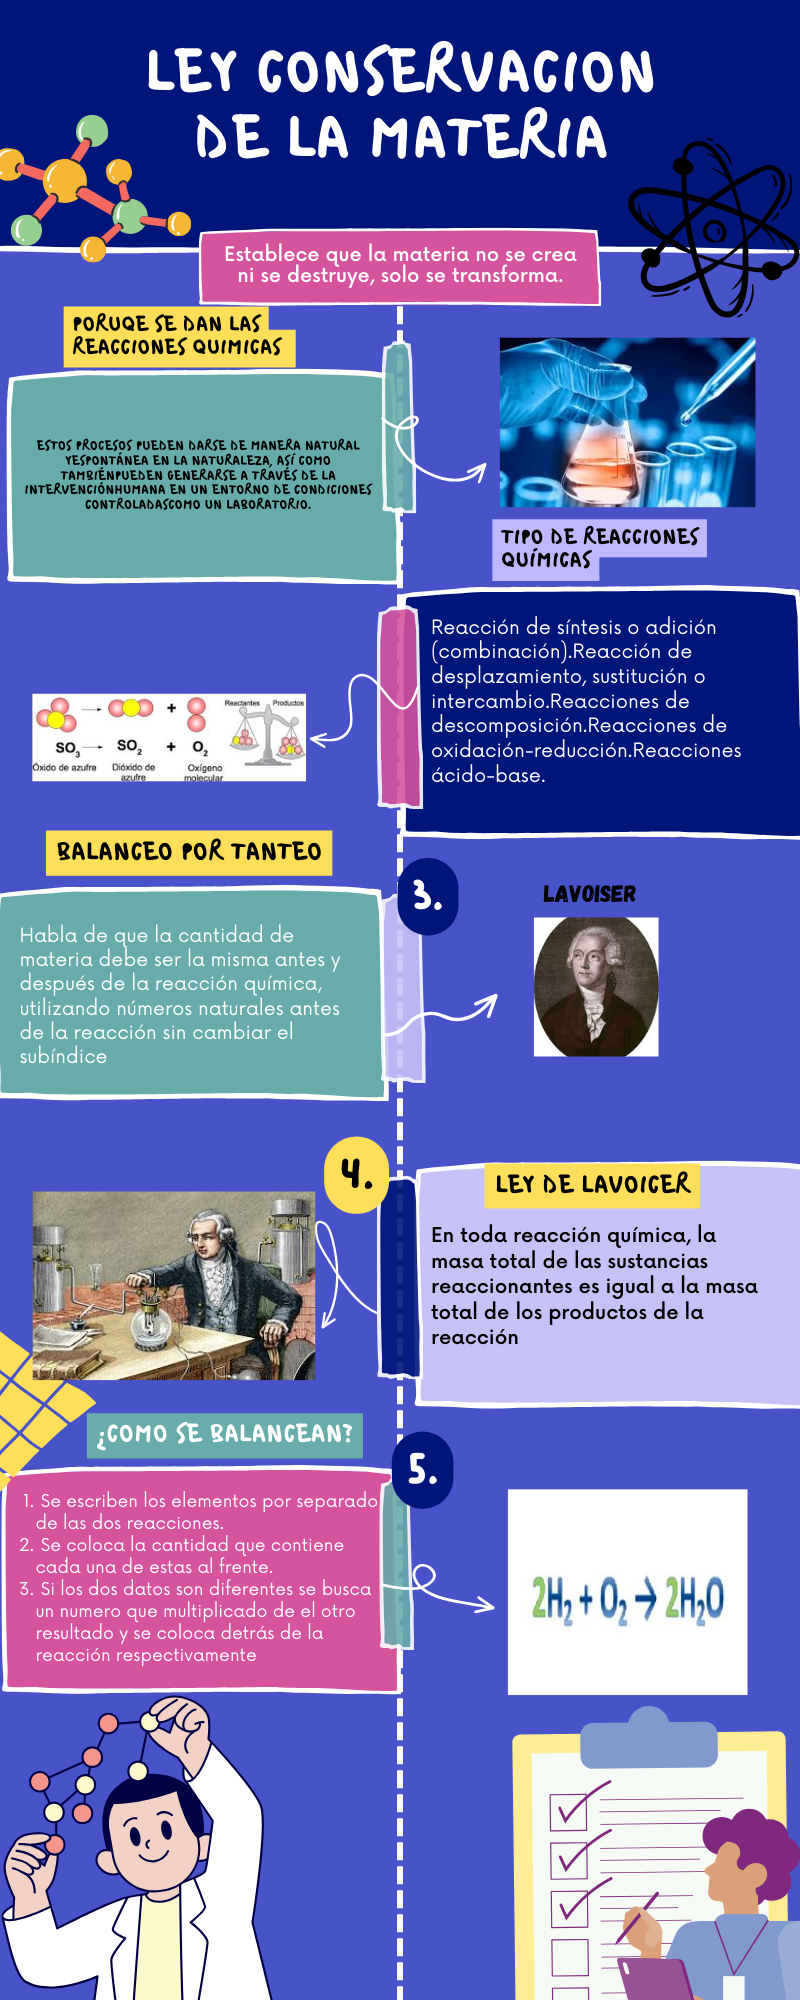 LEY CONSERVACION
DE LA MATERIA
Establece que la materia no se crea
ni se destruye, solo se transforma.
PORUQE SE DAN LAS
REACCIONES QUIMICAS
ESTOS PROCESOS PUEDEN DARSE DE MANERA NATURAL
YESPONTÁNEA EN LA NATURALEZA, ASÍ COMO
TAMBIÉNPUEDEN GENERARSE A TRAVÉS DE LA
INTERVENCIÓNHUMANA EN UN ENTORNO DE CONDICIONES
CONTROLADASCOMO UN LABORATORIO.
TIPO DE REACCIONES
QUÍMICAS
Reacción de síntesis o adición
(combinación).Reacción de
desplazamiento, sustitución o
intercambio.Reacciones de
descomposición.Reacciones de
oxidación-reducción.Reacciones
ácido-base.
+
Reactantes Productos
SO3 → SO2 + O2
Óxido de azufre Dióxido de azufre Oxígeno molecular
BALANCEO POR TANTEO
3.
LAVOISER
Habla de que la cantidad de
materia debe ser la misma antes y
después de la reacción química,
utilizando números naturales antes
de la reacción sin cambiar el
subíndice
4.
LEY DE LAVOICER
En toda reacción química, la
masa total de las sustancias
reaccionantes es igual a la masa
total de los productos de la
reacción
¿COMO SE BALANCEAN?
5.
1. Se escriben los elementos por separado
de las dos reacciones.
2. Se coloca la cantidad que contiene
cada una de estas al frente.
3. Si los dos datos son diferentes se busca
un numero que multiplicado de el otro
resultado y se coloca detrás de la
reacción respectivamente
2H2 + O2 → 2H2O